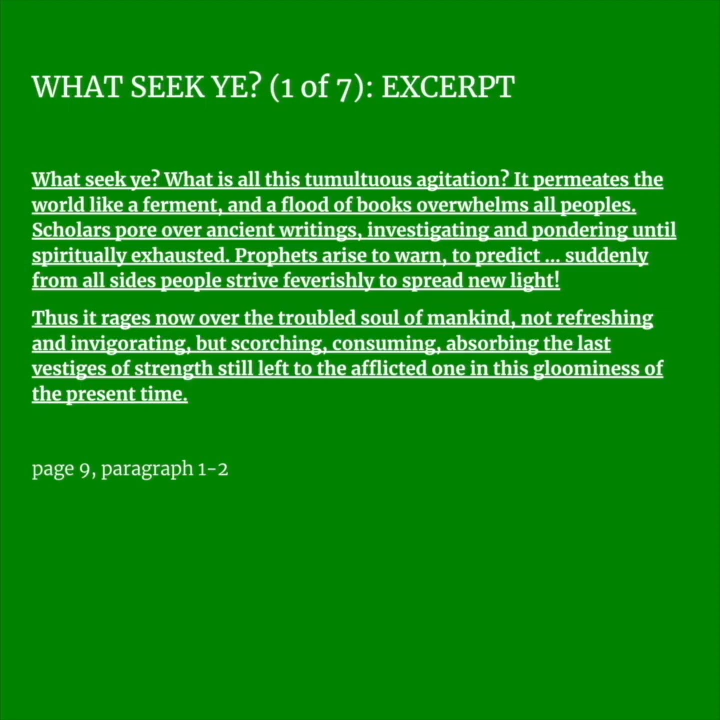 WHAT SEEK YE? (1 of 7): EXCERPT
What seek ye? What is all this tumultuous agitation? It permeates the
world like a ferment, and a flood of books overwhelms all peoples.
Scholars pore over ancient writings, investigating and pondering until
spiritually exhausted. Prophets arise to warn, to predict ... suddenly
from all sides people strive feverishly to spread new light!
Thus it rages now over the troubled soul of mankind, not refreshing
and invigorating, but scorching, consuming, absorbing the last
vestiges of strength still left to the afflicted one in this gloominess of
the present time.
page 9, paragraph 1-2